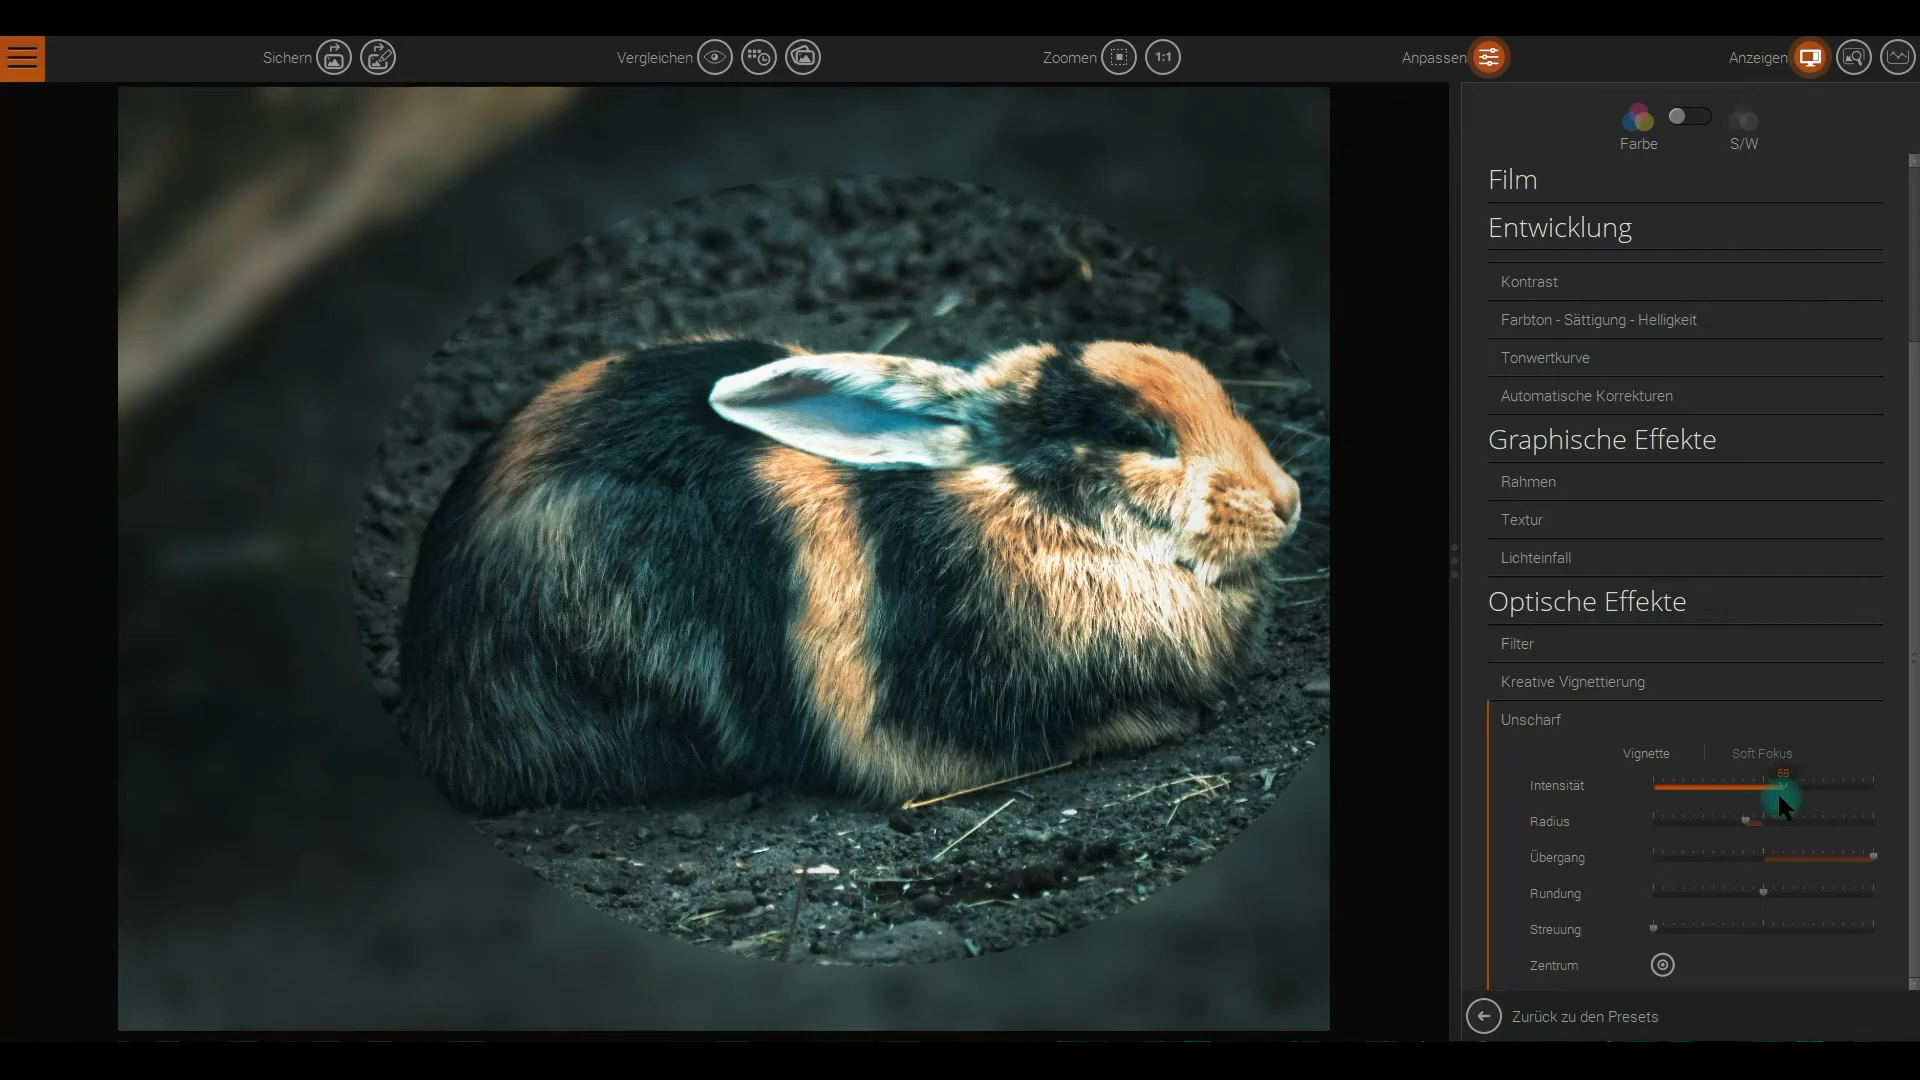 Sichern
Vergleichen
Zoomen
1:1
Anpassen
Anzeigen
Farbe
S/W
Film
Entwicklung
Kontrast
Farbton - Sättigung - Helligkeit
Tonwertkurve
Automatische Korrekturen
Graphische Effekte
Rahmen
Textur
Lichteinfall
Optische Effekte
Filter
Kreative Vignettierung
Unscharf
Vignette
Soft Fokus
59
Intensität
Radius
Übergang
Rundung
Streuung
Zentrum
Zurück zu den Presets